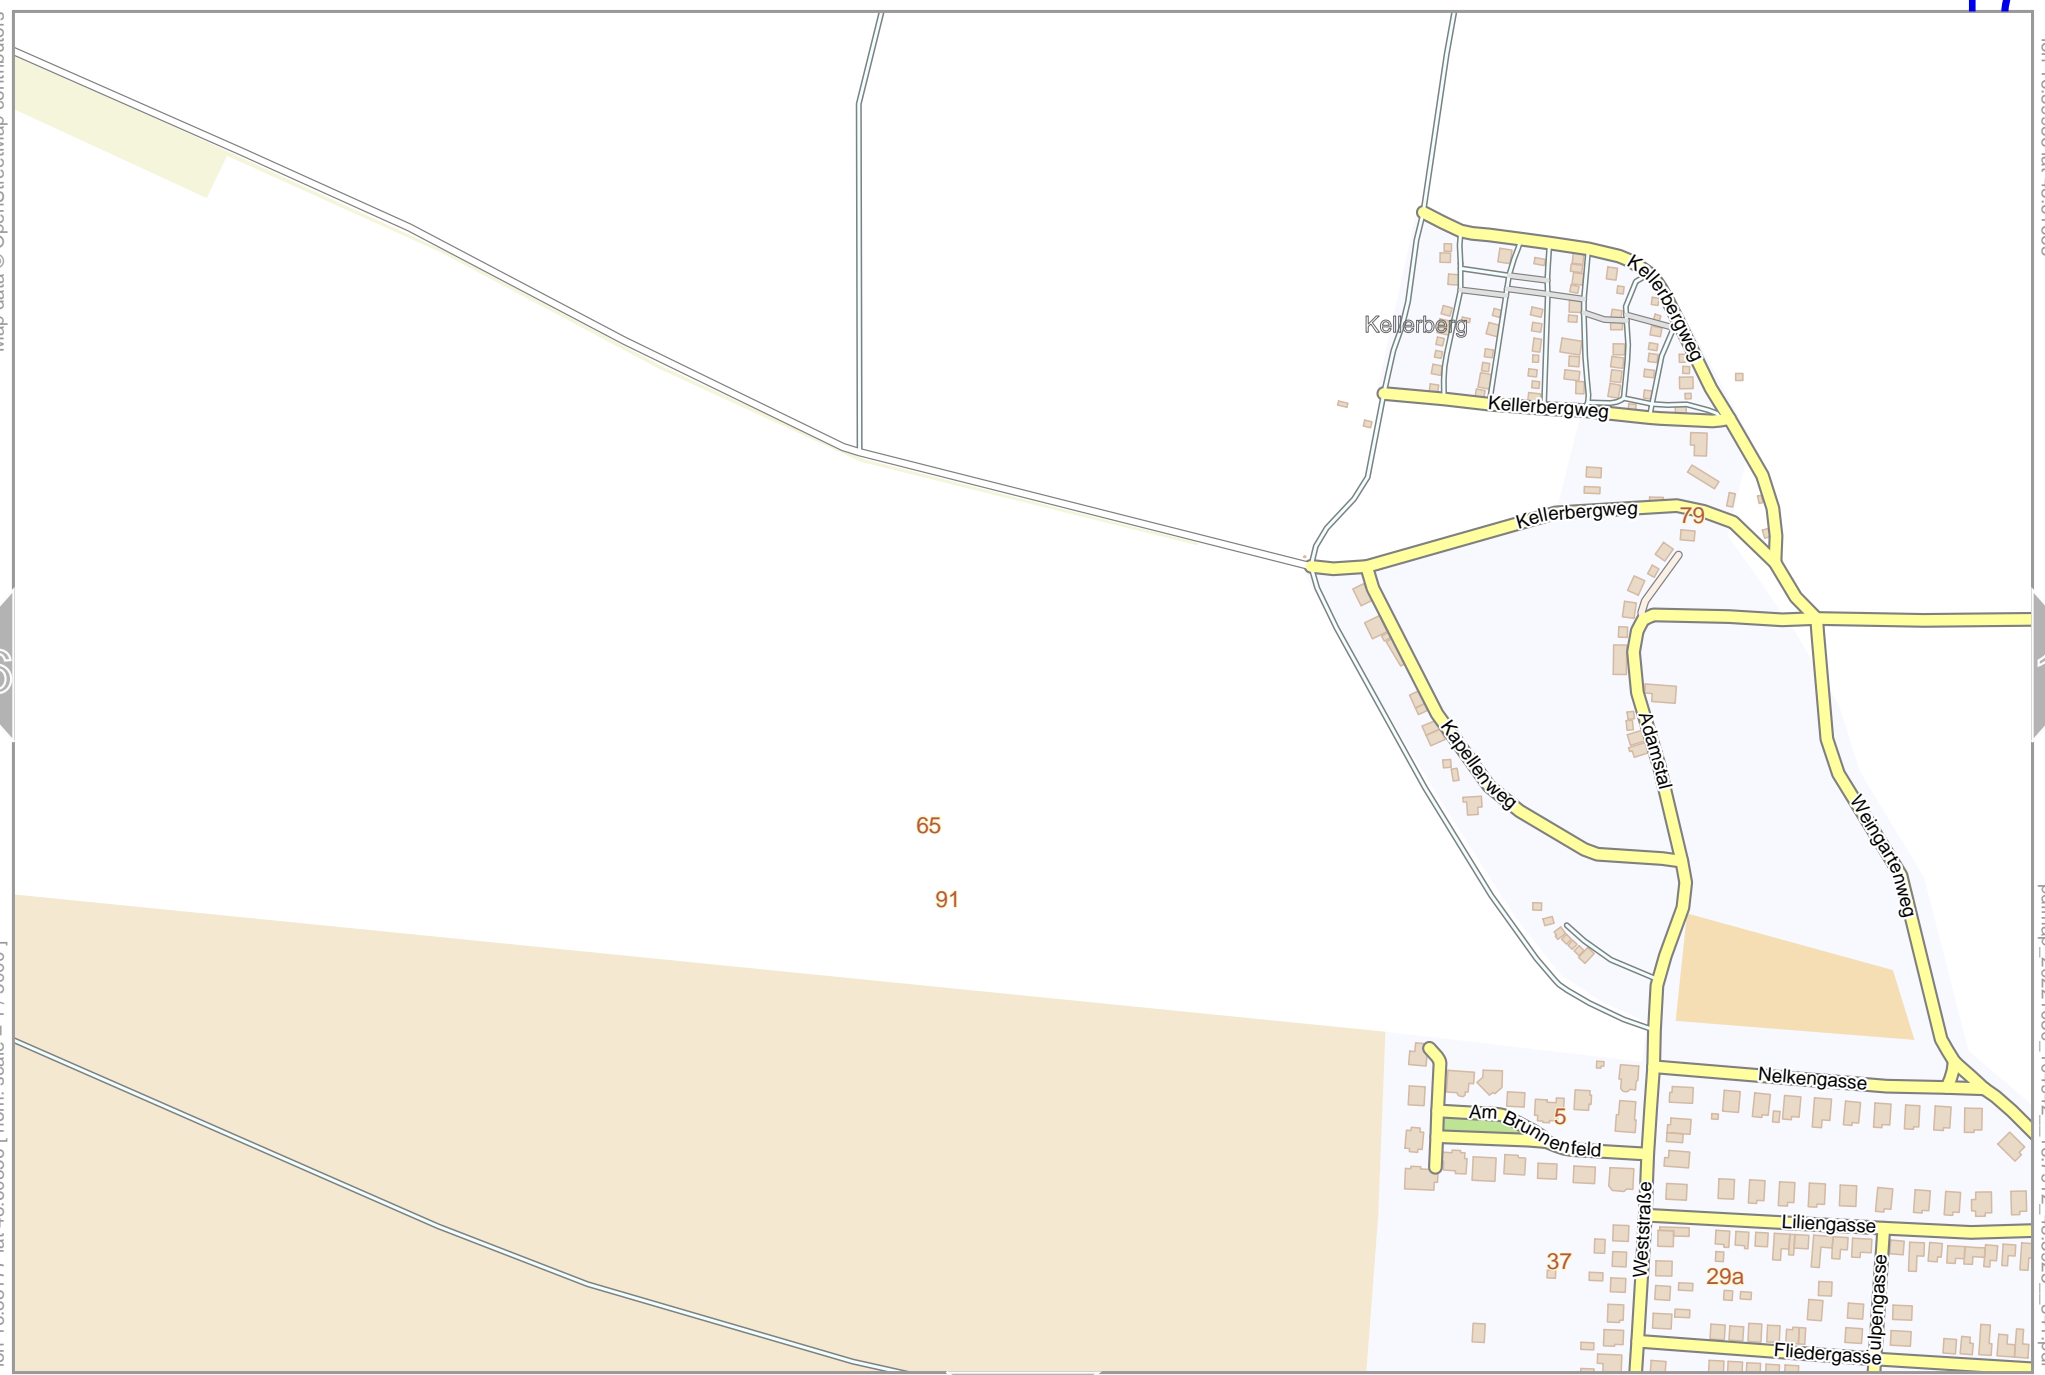 Kellerbergweg
Kellerberg
Kellerbergweg
Kellerbergweg
79
Adamstal
Kapellenweg
Weingartenweg
65
91
Nelkengasse
Am Brunnenfeld
5
Weststraße
Liliengasse
37
29a
ulpengasse
Fliedergasse